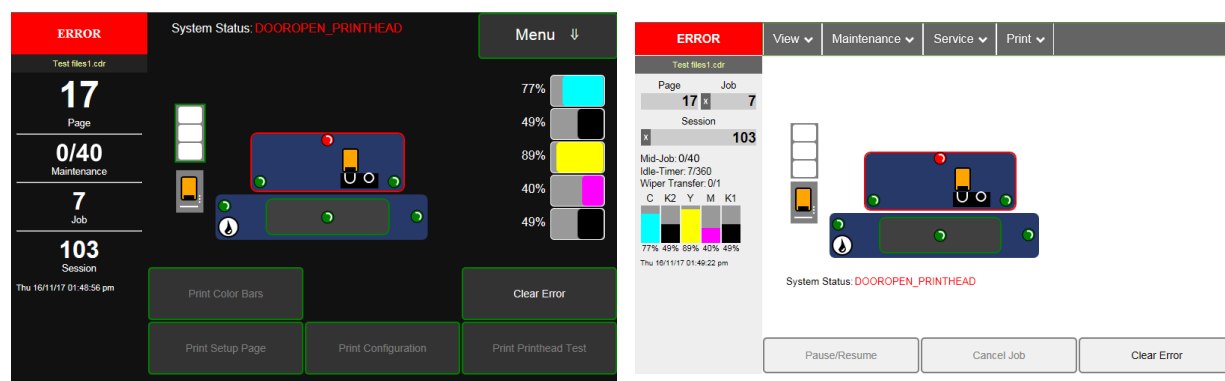 ERROR
Test files1.cdr
17
Page
0/40
Maintenance
7
Job
103
Session
Thu 16/11/17 01:48:56 pm
System Status: DOOROPEN_PRINTHEAD
Menu ⇓
77%
49%
89%
40%
49%
Print Color Bars
Clear Error
Print Setup Page
Print Configuration
Print Printhead Test
ERROR
View
Maintenance
Service
Print
Test files1.cdr
Page Job
17 x 7
Session
x 103
Mid-Job: 0/40
Idle-Timer: 7/360
Wiper Transfer: 0/1
C K2 Y M K1
77% 49% 89% 40% 49%
Thu 16/11/17 01:49:22 pm
System Status: DOOROPEN_PRINTHEAD
Pause/Resume
Cancel Job
Clear Error